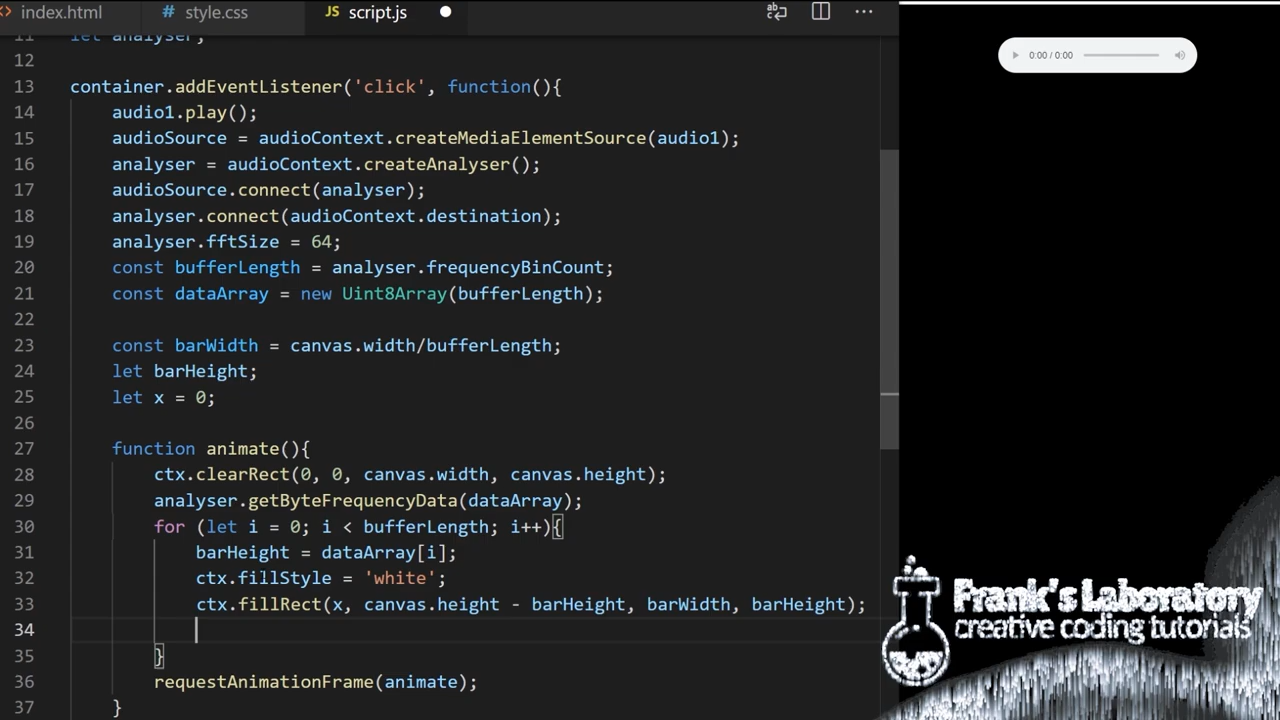 index.html
# style.css
JS script.js
11 let analyser;
12
13 container.addEventListener('click', function(){
14 audio1.play();
15 audioSource = audioContext.createMediaElementSource(audio1);
16 analyser = audioContext.createAnalyser();
17 audioSource.connect(analyser);
18 analyser.connect(audioContext.destination);
19 analyser.fftSize = 64;
20 const bufferLength = analyser.frequencyBinCount;
21 const dataArray = new Uint8Array(bufferLength);
22
23 const barWidth = canvas.width/bufferLength;
24 let barHeight;
25 let x = 0;
26
27 function animate(){
28 ctx.clearRect(0, 0, canvas.width, canvas.height);
29 analyser.getByteFrequencyData(dataArray);
30 for (let i = 0; i < bufferLength; i++){
31 barHeight = dataArray[i];
32 ctx.fillStyle = 'white';
33 ctx.fillRect(x, canvas.height - barHeight, barWidth, barHeight);
34
35 }
36 requestAnimationFrame(animate);
37 }
0:00 / 0:00
Frank's Laboratory
creative coding tutorials